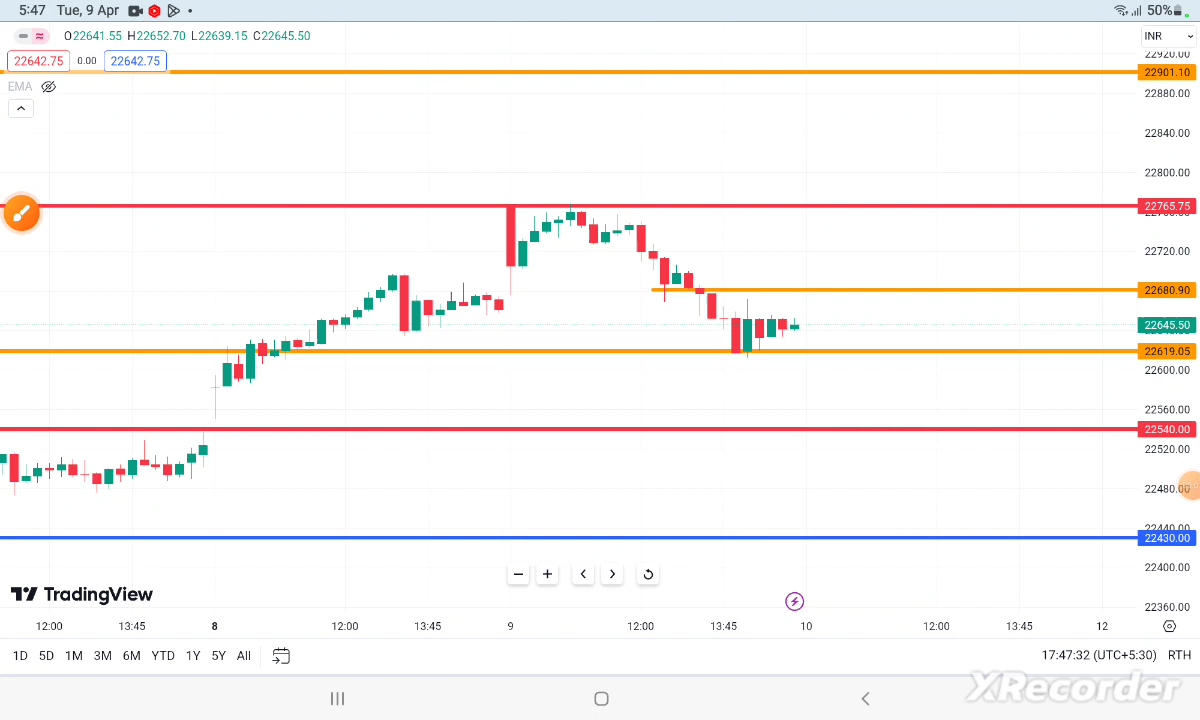 5:47 Tue, 9 Apr
50%
O22641.55 H22652.70 L22639.15 C22645.50
INR
22642.75 0.00 22642.75
EMA
22920.00
22901.10
22880.00
22840.00
22800.00
22765.75
22720.00
22680.90
22645.50
22619.05
22600.00
22560.00
22540.00
22520.00
22480.00
22440.00
22430.00
22400.00
22360.00
TradingView
12:00 13:45 8 12:00 13:45 9 12:00 13:45 10 12:00 13:45 12
1D 5D 1M 3M 6M YTD 1Y 5Y All
17:47:32 (UTC+5:30) RTH
XRecorder